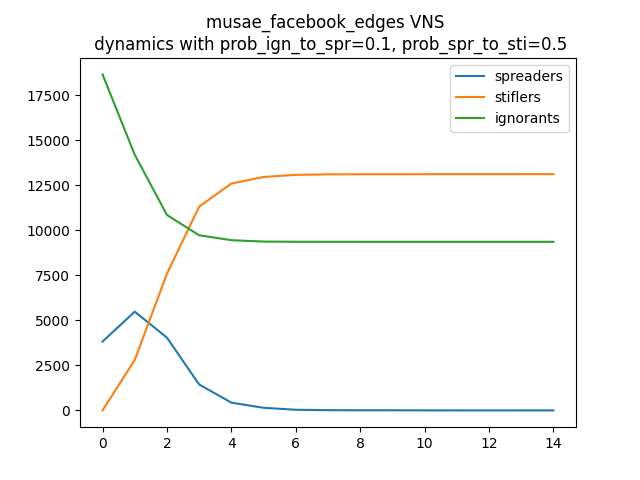 musae_facebook_edges VNS
dynamics with prob_ign_to_spr=0.1, prob_spr_to_sti=0.5
spreaders
stiflers
ignorants
17500
15000
12500
10000
7500
5000
2500
0
0 2 4 6 8 10 12 14